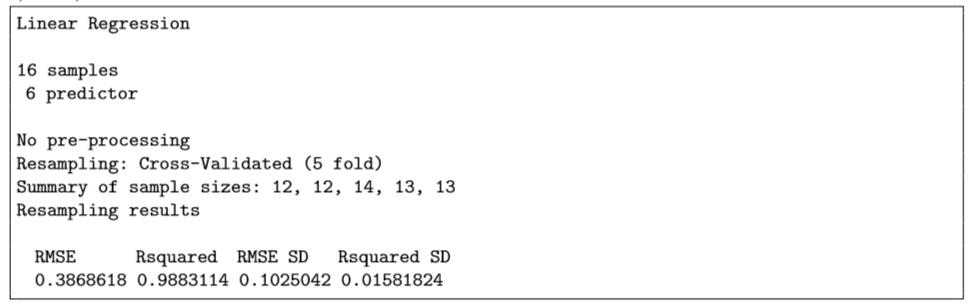 Linear Regression
16 samples
6 predictor
No pre-processing
Resampling: Cross-Validated (5 fold)
Summary of sample sizes: 12, 12, 14, 13, 13
Resampling results
RMSE Rsquared RMSE SD Rsquared SD
0.3868618 0.9883114 0.1025042 0.01581824